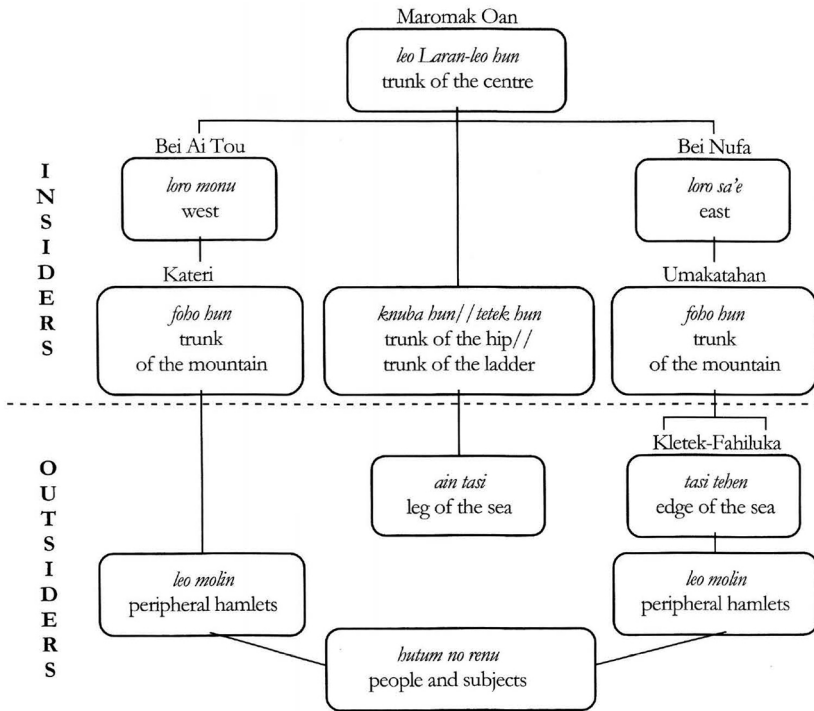 Maromak Oan
leo Laran-leo hun
trunk of the centre
INSIDERS
Bei Ai Tou
loro monu
west
Bei Nufa
loro sa'e
east
Kateri
foho hun
trunk
of the mountain
knuba hun//tetek hun
trunk of the hip//
trunk of the ladder
Umakatahan
foho hun
trunk
of the mountain
OUTSIDERS
ain tasi
leg of the sea
Kletek-Fahiluka
tasi tehen
edge of the sea
leo molin
peripheral hamlets
leo molin
peripheral hamlets
hutum no renu
people and subjects